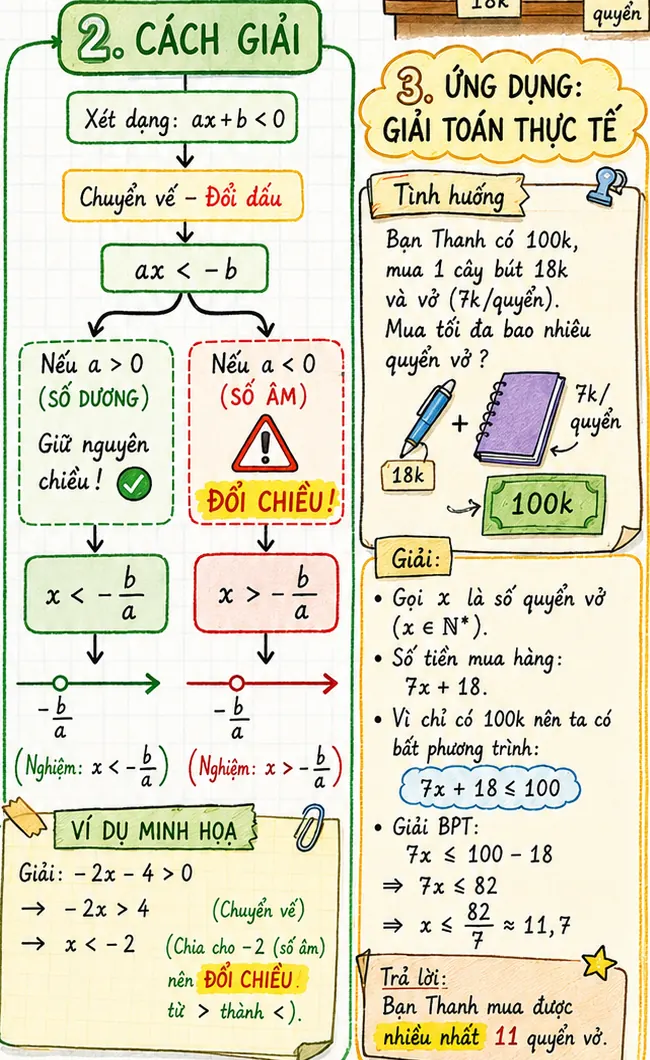 2. CÁCH GIẢI
Xét dạng: ax + b < 0
Chuyển vế – Đổi dấu
ax < - b
Nếu a > 0
(SỐ DƯƠNG)
Giữ nguyên
chiều !
x < - b/a
- b/a
(Nghiệm: x < - b/a)
Nếu a < 0
(SỐ ÂM)
!
ĐỔI CHIỀU!
x > - b/a
- b/a
(Nghiệm: x > - b/a)
VÍ DỤ MINH HỌA
Giải: - 2x - 4 > 0
→ - 2x > 4 (Chuyển vế)
→ x < - 2 (Chia cho -2 (số âm)
nên ĐỔI CHIỀU.
từ > thành <).
18k
quyển
3. ỨNG DỤNG:
GIẢI TOÁN THỰC TẾ
Tình huống
Bạn Thanh có 100k,
mua 1 cây bút 18k
và vở (7k/quyển).
Mua tối đa bao nhiêu
quyển vở ?
18k
+
7k/
quyển
100k
Giải:
• Gọi x là số quyển vở
(x ∈ ℕ*).
• Số tiền mua hàng:
7x + 18.
• Vì chỉ có 100k nên ta có
bất phương trình:
7x + 18 ≤ 100
• Giải BPT:
7x ≤ 100 - 18
⇒ 7x ≤ 82
⇒ x ≤ 82/7 ≈ 11,7
Trả lời:
Bạn Thanh mua được
nhiều nhất 11 quyển vở.